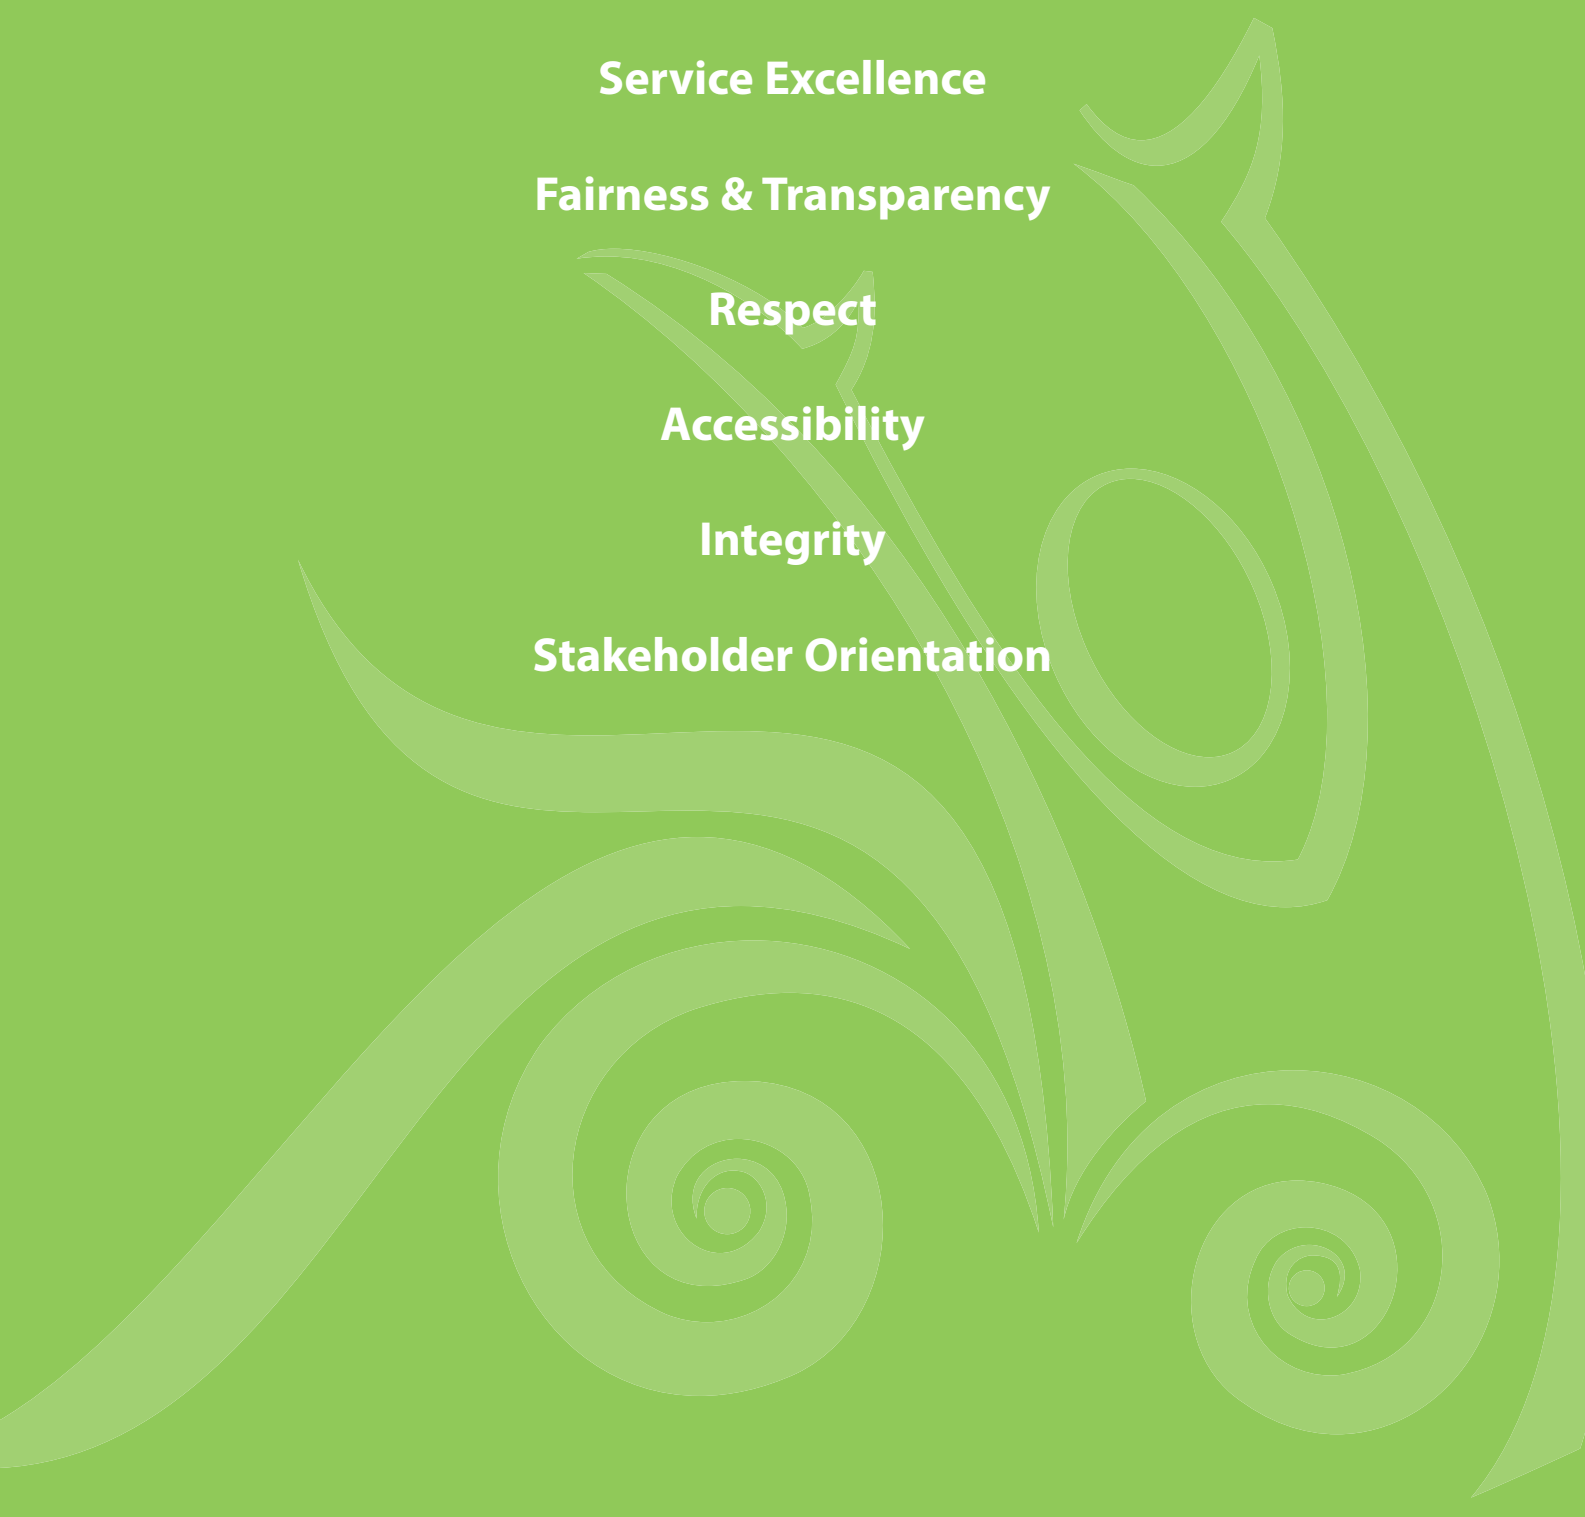 Service Excellence
Fairness & Transparency
Respect
Accessibility
Integrity
Stakeholder Orientation